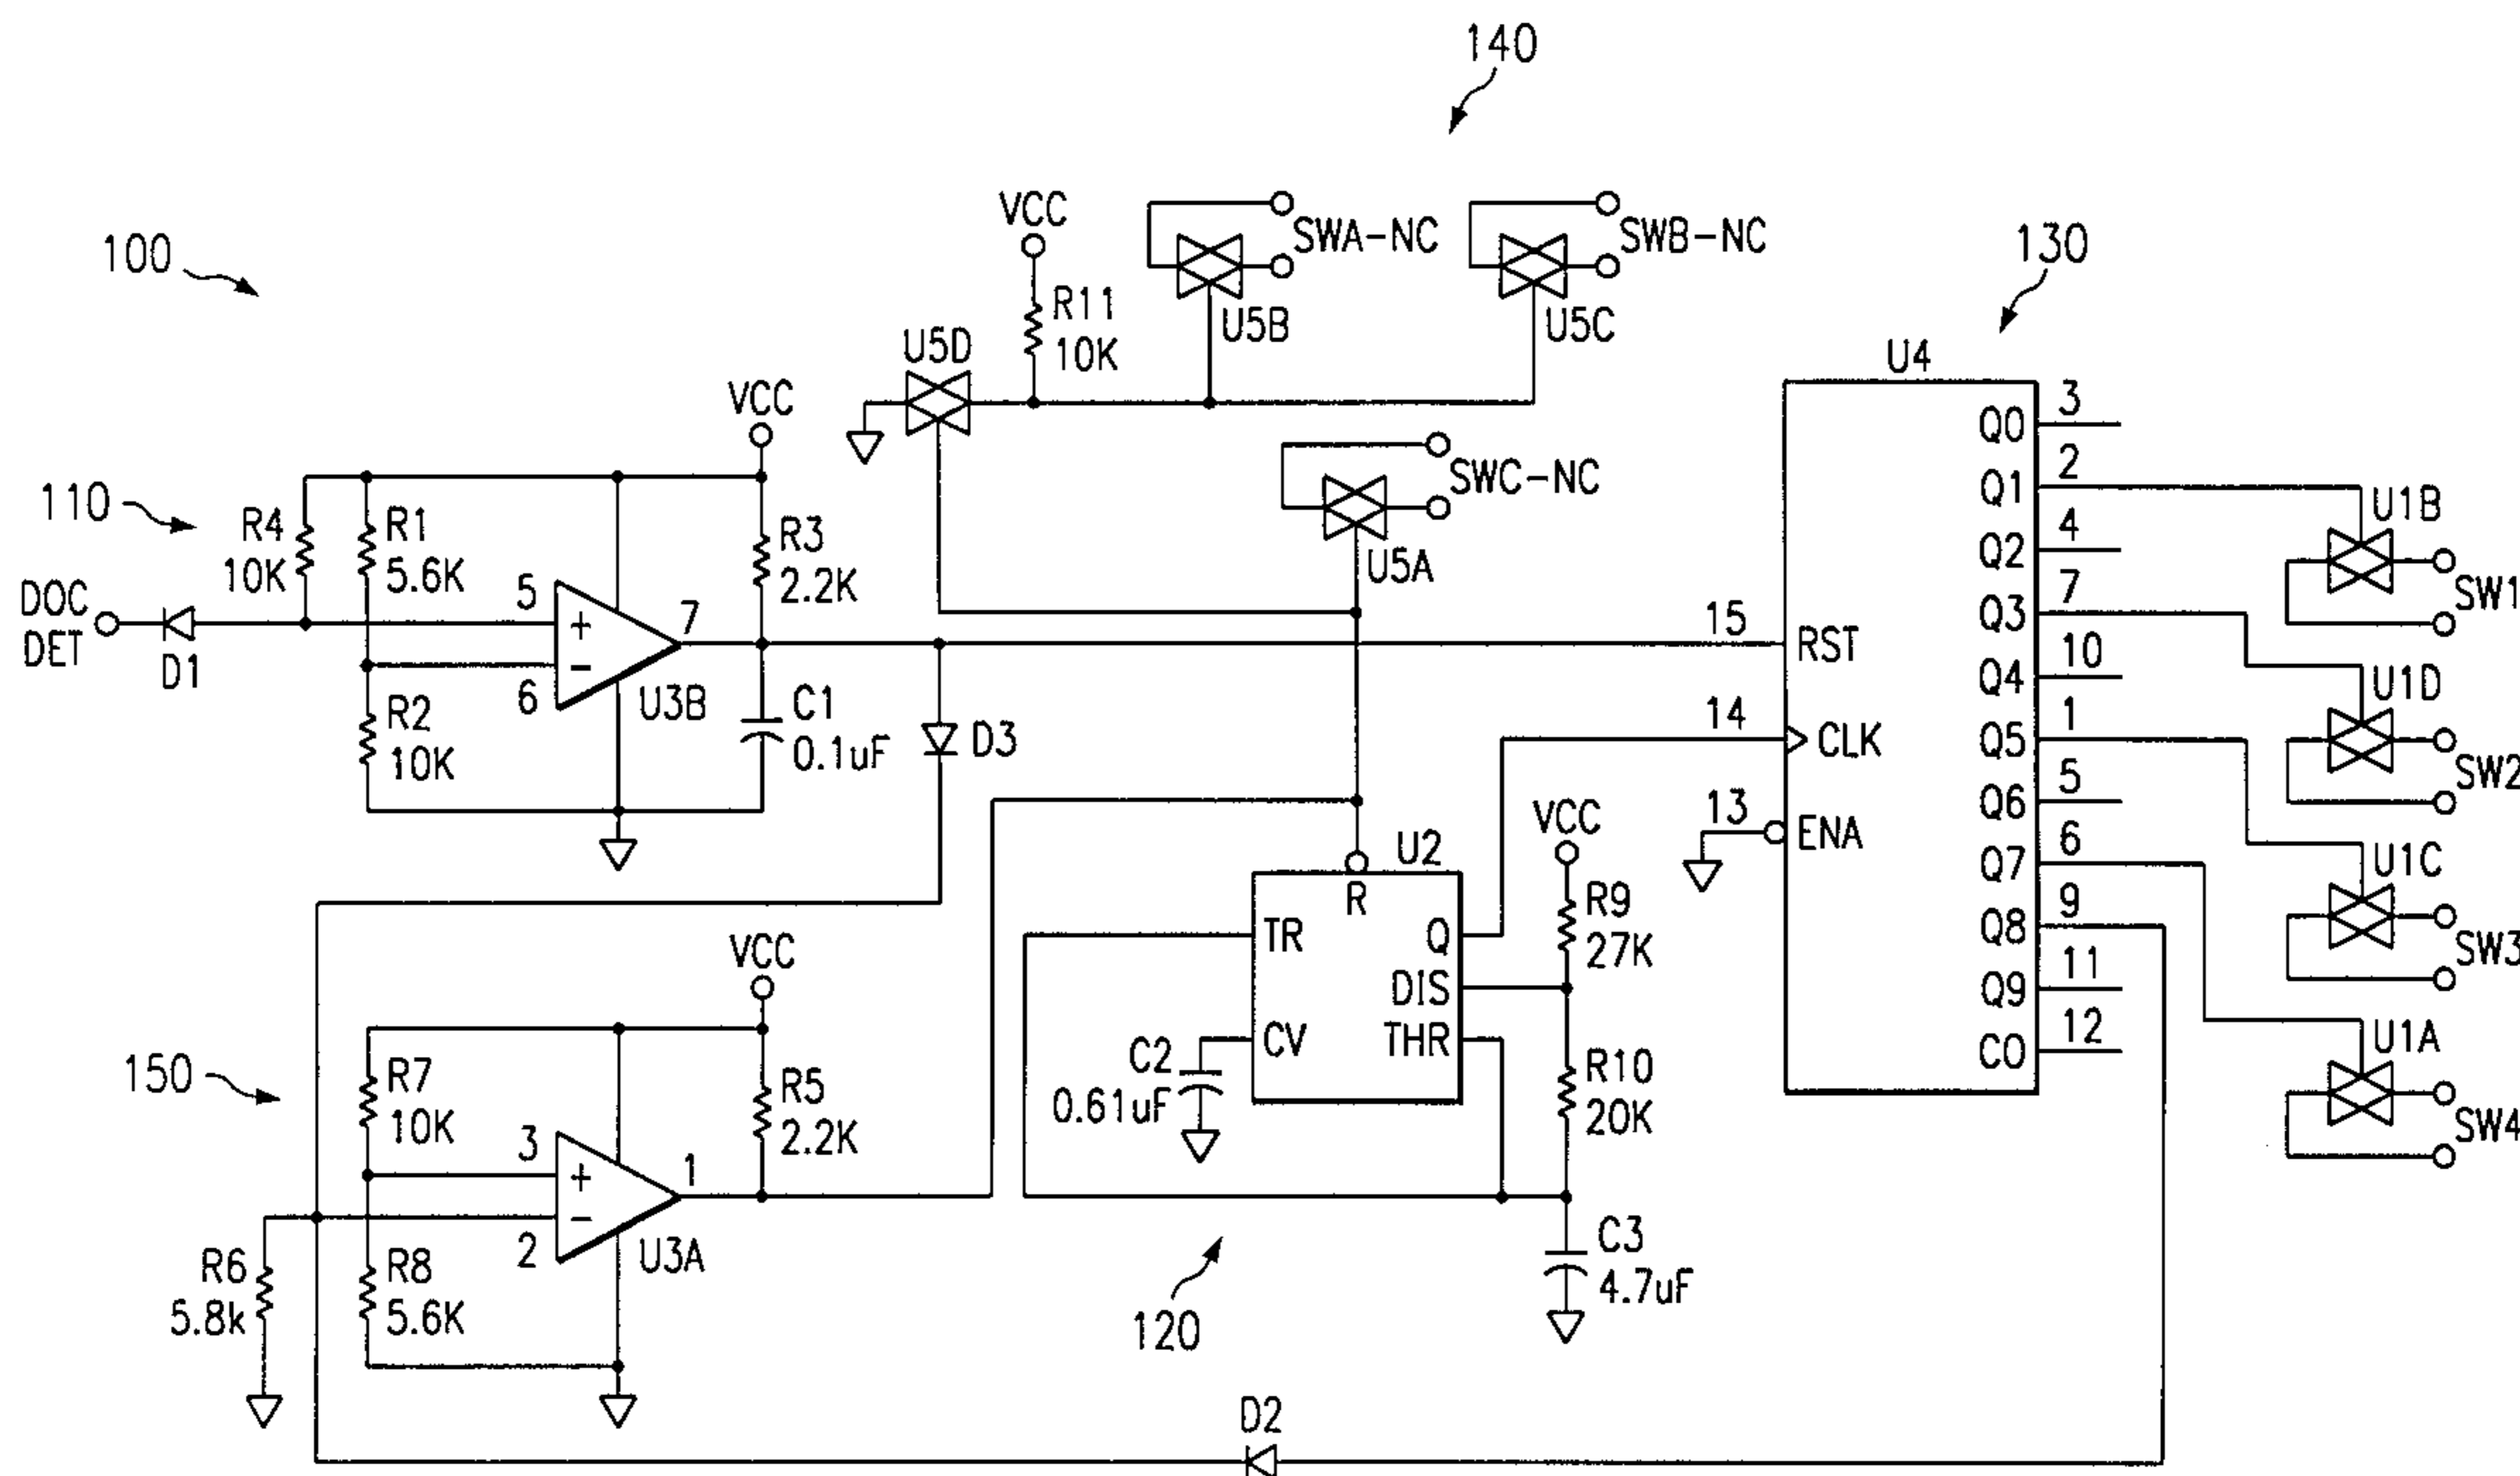 140
100
VCC
SWA-NC
SWB-NC
130
R11
10K
U5B
U5C
U5D
U4
VCC
SWC-NC
U5A
110
R4
10K
R1
5.6K
R3
2.2K
DOC
DET
D1
5
+
-
6
7
U3B
R2
10K
C1
0.1uF
D3
15
RST
14
CLK
13
ENA
Q0
3
Q1
2
Q2
4
Q3
7
Q4
10
Q5
1
Q6
5
Q7
6
Q8
9
Q9
11
CO
12
U1B
SW1
U1D
SW2
U1C
SW3
U1A
SW4
VCC
U2
R
TR
Q
DIS
CV
THR
R9
27K
R10
20K
C2
0.61uF
C3
4.7uF
120
VCC
150
R7
10K
R5
2.2K
3
+
-
2
1
U3A
R6
5.8k
R8
5.6K
D2